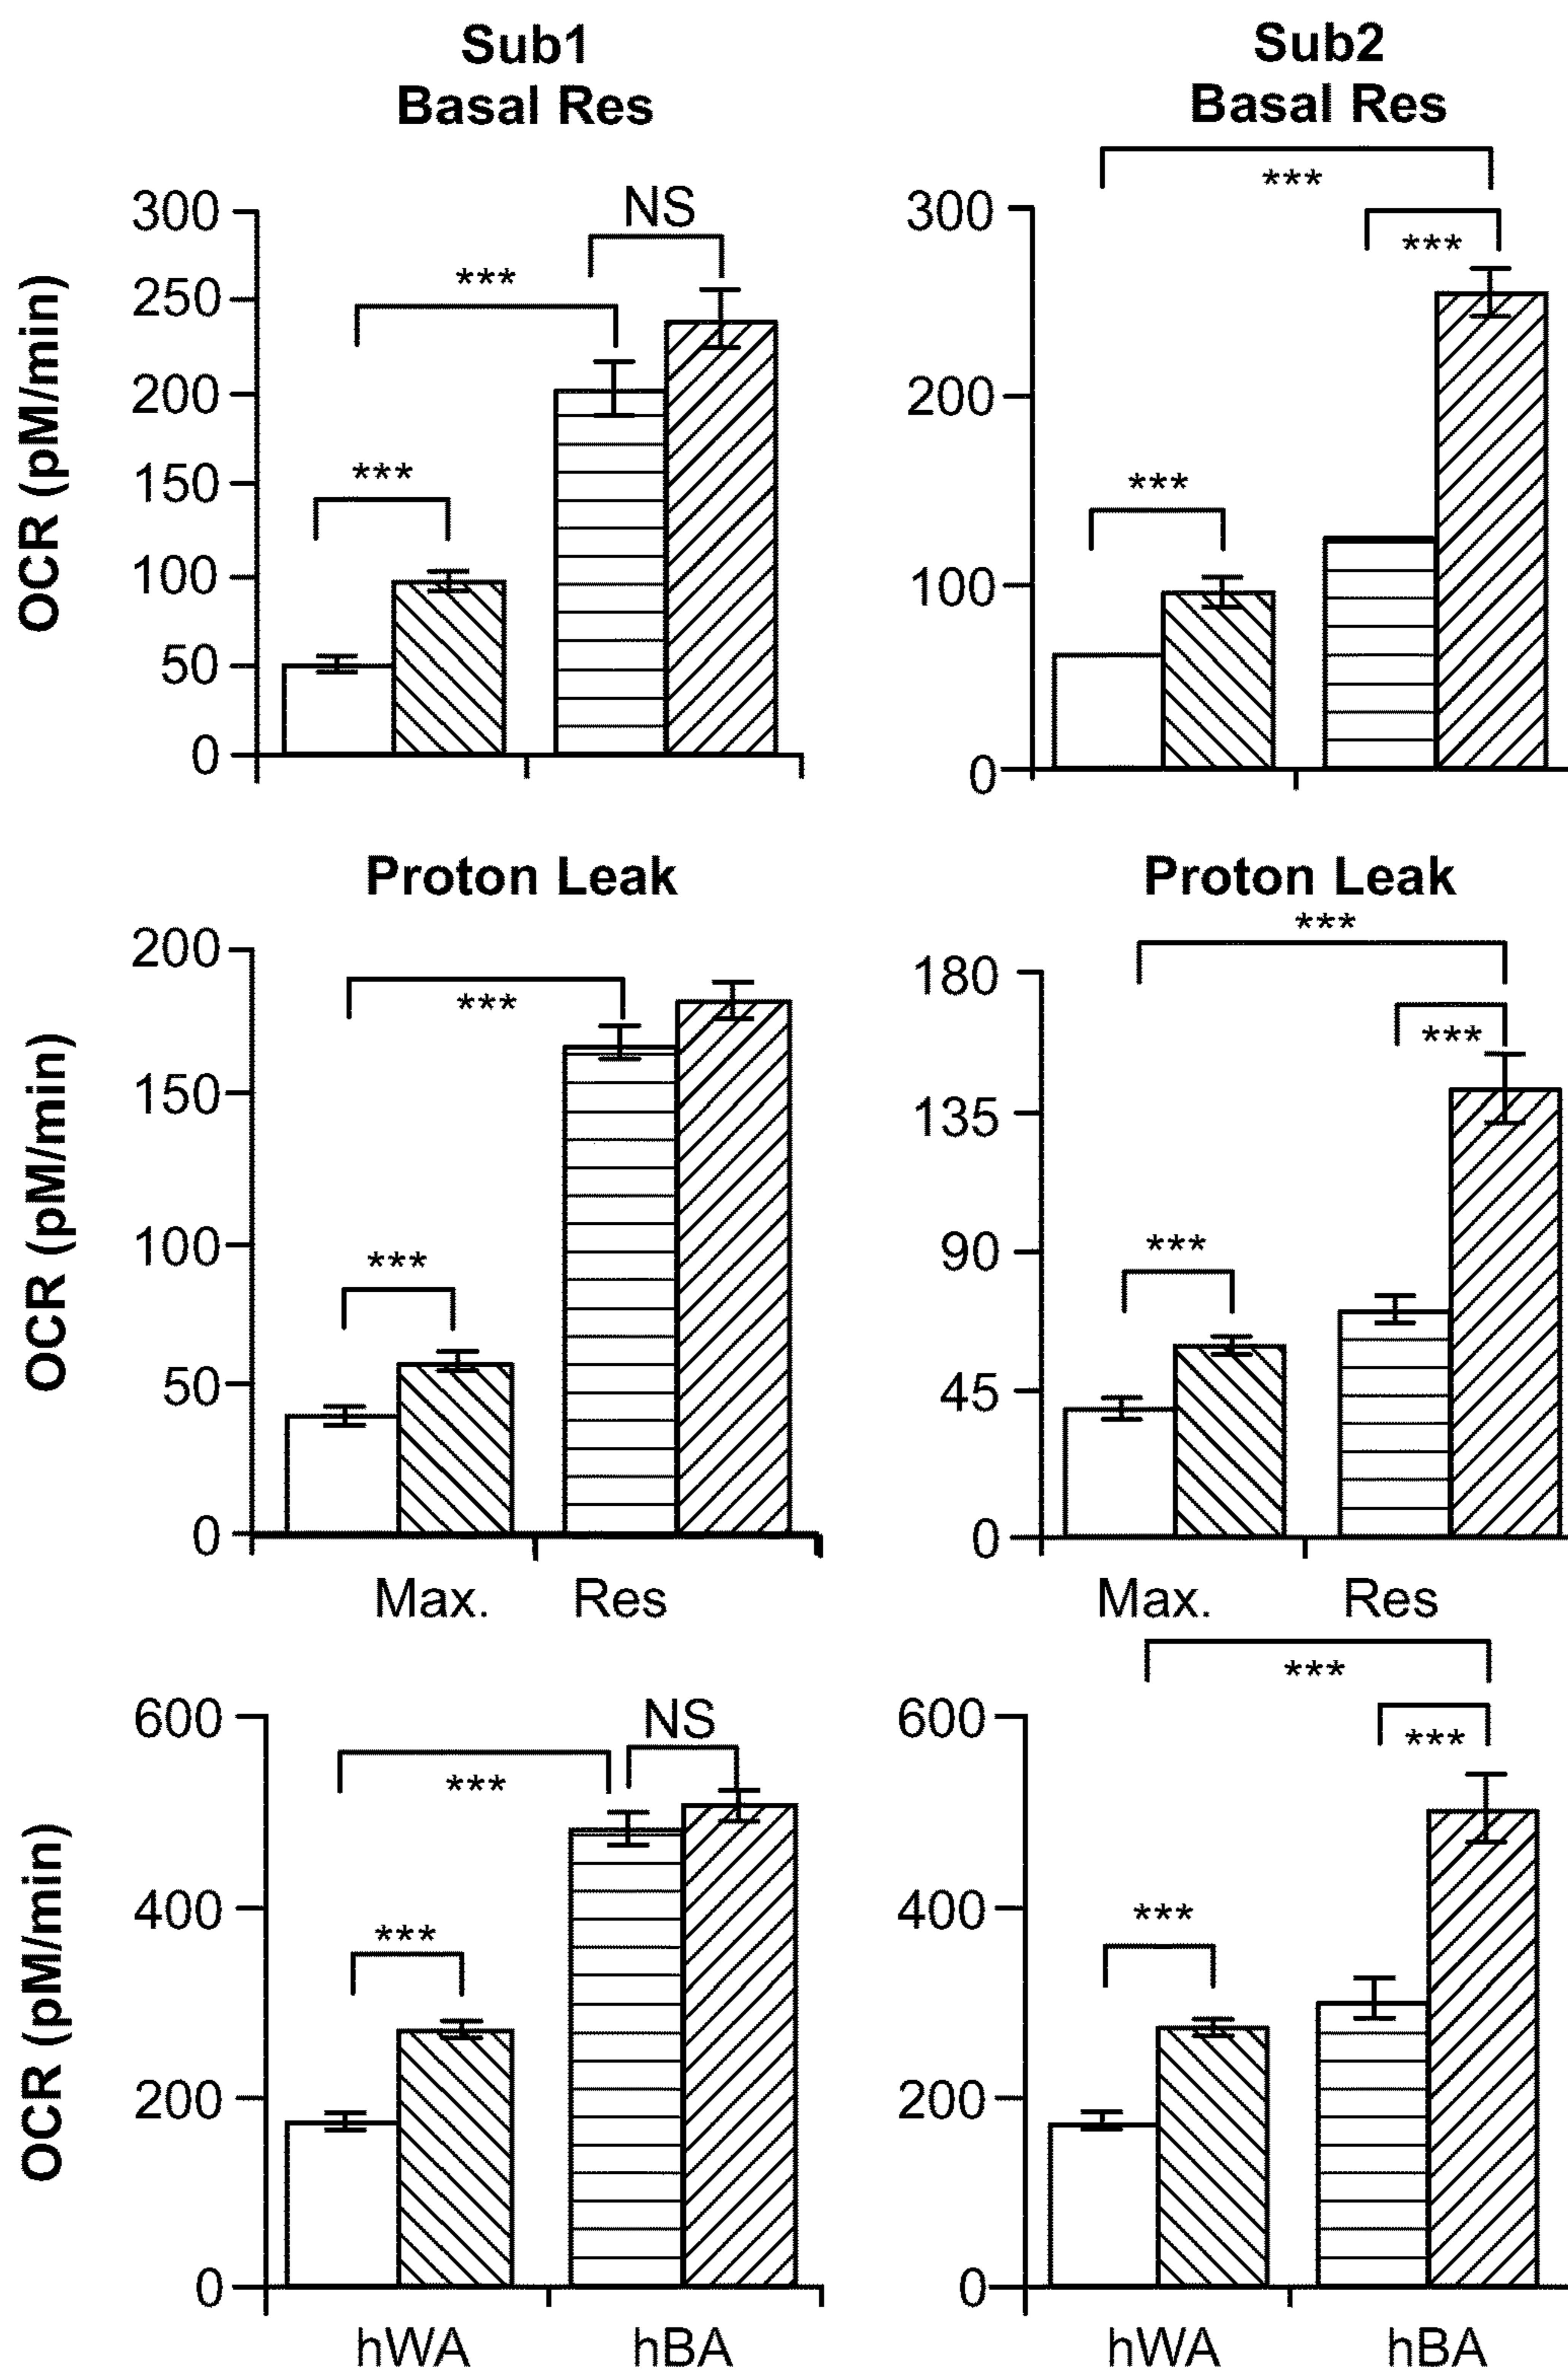 Sub1
Basal Res
OCR (pM/min)
300
250
200
150
100
50
0
***
***
NS
Sub2
Basal Res
300
200
100
0
***
***
***
Proton Leak
OCR (pM/min)
200
150
100
50
0
***
***
Max. Res
Proton Leak
180
135
90
45
0
***
***
***
Max. Res
OCR (pM/min)
600
400
200
0
***
***
NS
hWA hBA
600
400
200
0
***
***
***
hWA hBA